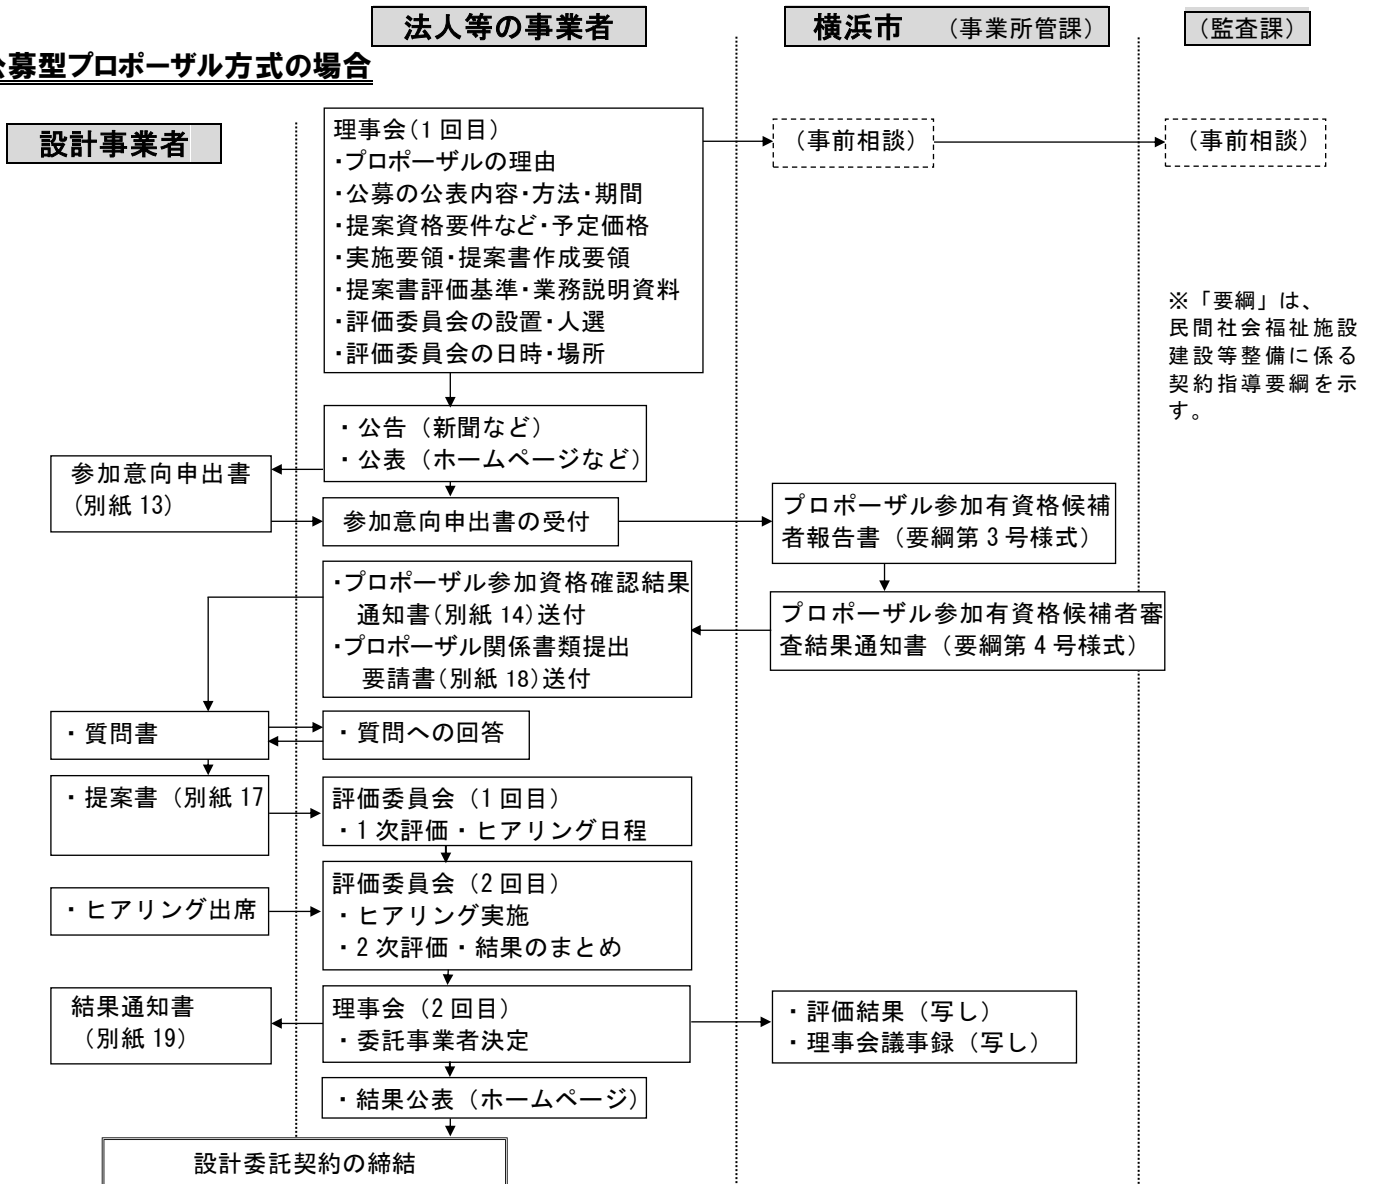 法人等の事業者
横浜市 （事業所管課）
（監査課）
公募型プロポーザル方式の場合
設計事業者
理事会（1回目）
・プロポーザルの理由
・公募の公表内容・方法・期間
・提案資格要件など・予定価格
・実施要領・提案書作成要領
・提案書評価基準・業務説明資料
・評価委員会の設置・人選
・評価委員会の日時・場所
（事前相談）
（事前相談）
※「要綱」は、
民間社会福祉施設
建設等整備に係る
契約指導要綱を示
す。
・公告（新聞など）
・公表（ホームページなど）
参加意向申出書
（別紙13）
参加意向申出書の受付
プロポーザル参加有資格候補
者報告書（要綱第3号様式）
・プロポーザル参加資格確認結果
通知書（別紙14）送付
・プロポーザル関係書類提出
要請書（別紙18）送付
プロポーザル参加有資格候補者審
査結果通知書（要綱第4号様式）
・質問書
・質問への回答
・提案書（別紙17
評価委員会（1回目）
・1次評価・ヒアリング日程
・ヒアリング出席
評価委員会（2回目）
・ヒアリング実施
・2次評価・結果のまとめ
結果通知書
（別紙19）
理事会（2回目）
・委託事業者決定
・評価結果（写し）
・理事会議事録（写し）
・結果公表（ホームページ）
設計委託契約の締結